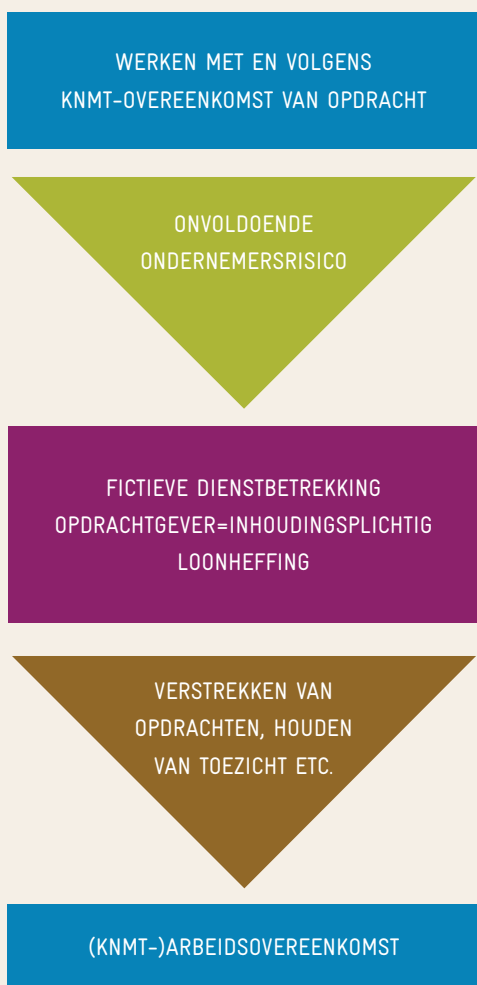 WERKEN MET EN VOLGENS
KNMT-OVEREENKOMST VAN OPDRACHT
ONVOLDOENDE
ONDERNEMERSRISICO
FICTIEVE DIENSTBETREKKING
OPDRACHTGEVER=INHOUDINGSPLICHTIG
LOONHEFFING
VERSTREKKEN VAN
OPDRACHTEN, HOUDEN
VAN TOEZICHT ETC.
(KNMT-)ARBEIDSOVEREENKOMST